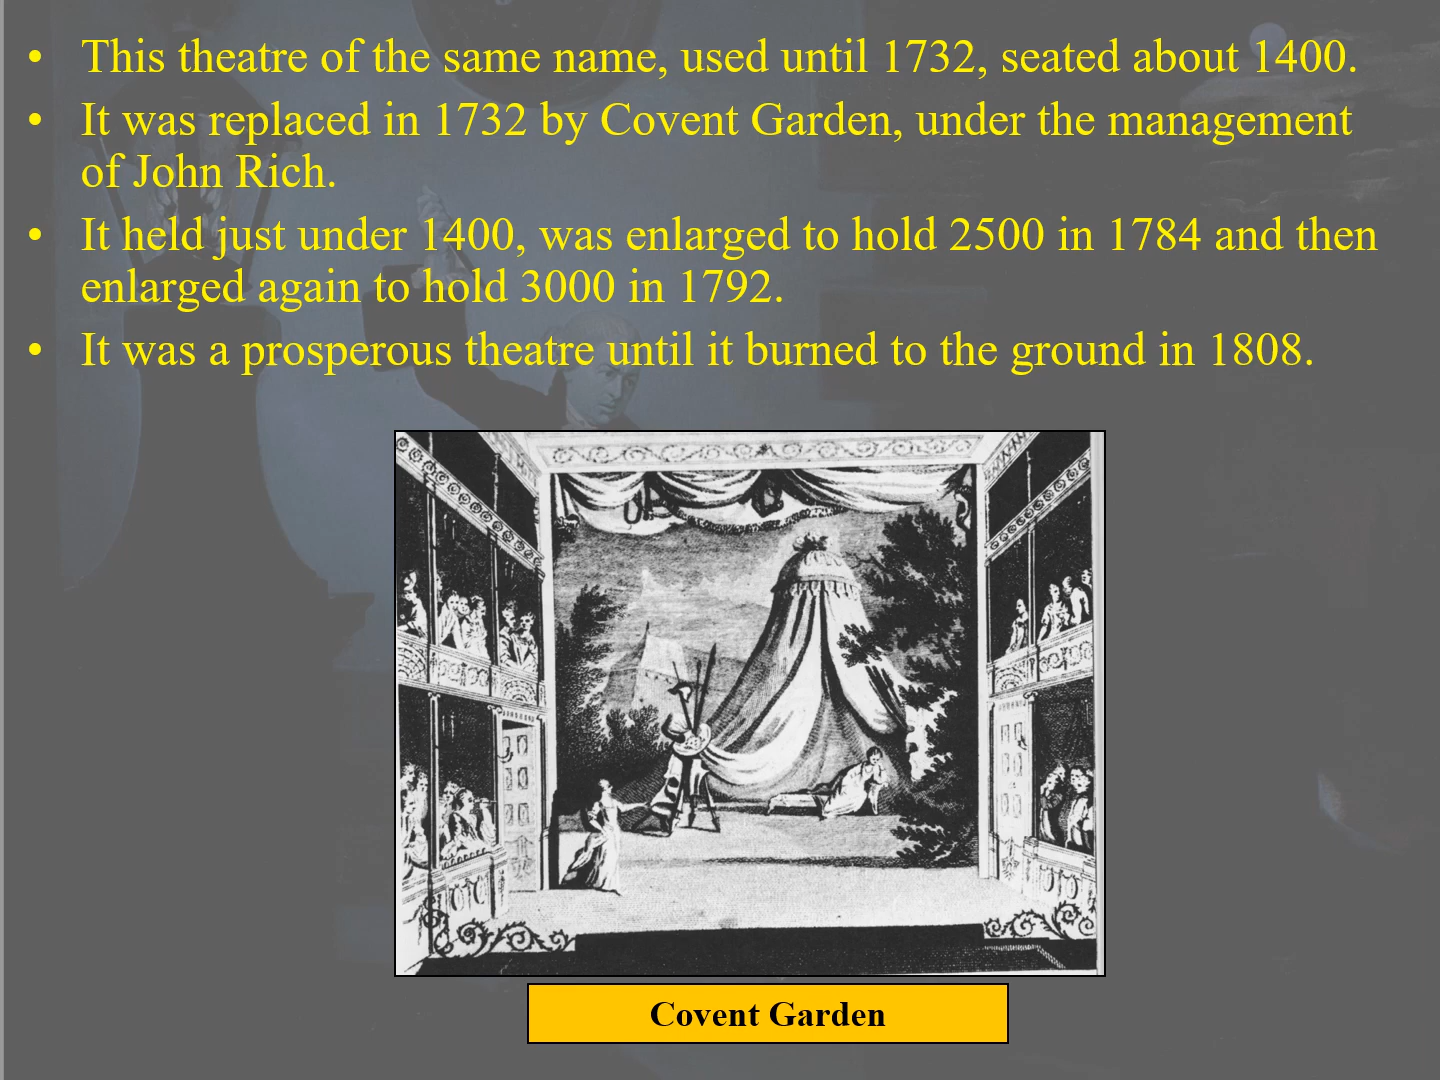 • This theatre of the same name, used until 1732, seated about 1400.
• It was replaced in 1732 by Covent Garden, under the management
of John Rich.
• It held just under 1400, was enlarged to hold 2500 in 1784 and then
enlarged again to hold 3000 in 1792.
• It was a prosperous theatre until it burned to the ground in 1808.
Covent Garden